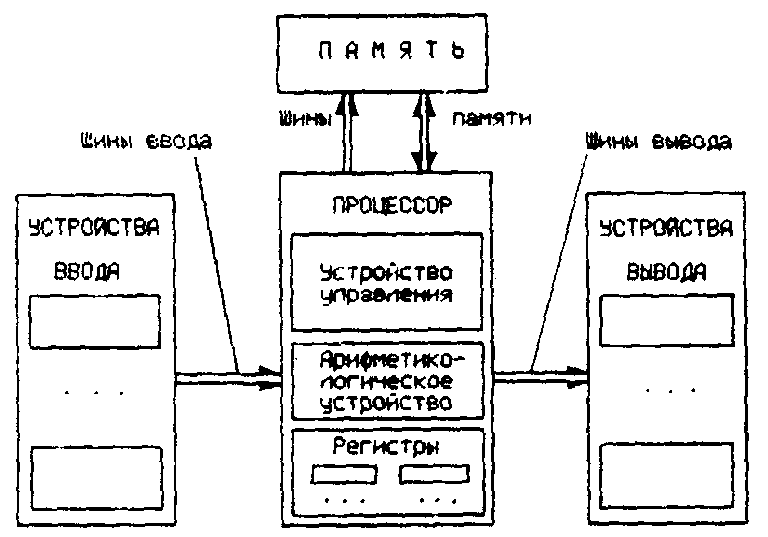 ПАМЯТЬ
Шины памяти
Шины ввода
Шины вывода
УСТРОЙСТВА
ВВОДА
. . .
ПРОЦЕССОР
Устройство
управления
Арифметико-
логическое
устройство
Регистры
. . . . . .
УСТРОЙСТВА
ВЫВОДА
. . .